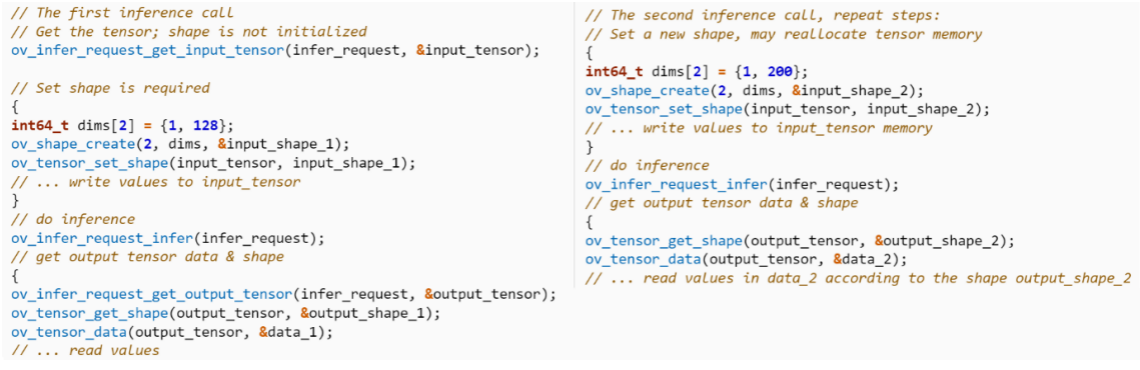 // The first inference call
// Get the tensor; shape is not initialized
ov_infer_request_get_input_tensor(infer_request, &input_tensor);

// Set shape is required
{
int64_t dims[2] = {1, 128};
ov_shape_create(2, dims, &input_shape_1);
ov_tensor_set_shape(input_tensor, input_shape_1);
// ... write values to input_tensor
}
// do inference
ov_infer_request_infer(infer_request);
// get output tensor data & shape
{
ov_infer_request_get_output_tensor(infer_request, &output_tensor);
ov_tensor_get_shape(output_tensor, &output_shape_1);
ov_tensor_data(output_tensor, &data_1);
// ... read values
// The second inference call, repeat steps:
// Set a new shape, may reallocate tensor memory
{
int64_t dims[2] = {1, 200};
ov_shape_create(2, dims, &input_shape_2);
ov_tensor_set_shape(input_tensor, input_shape_2);
// ... write values to input_tensor memory
}
// do inference
ov_infer_request_infer(infer_request);
// get output tensor data & shape
{
ov_tensor_get_shape(output_tensor, &output_shape_2);
ov_tensor_data(output_tensor, &data_2);
// ... read values in data_2 according to the shape output_shape_2